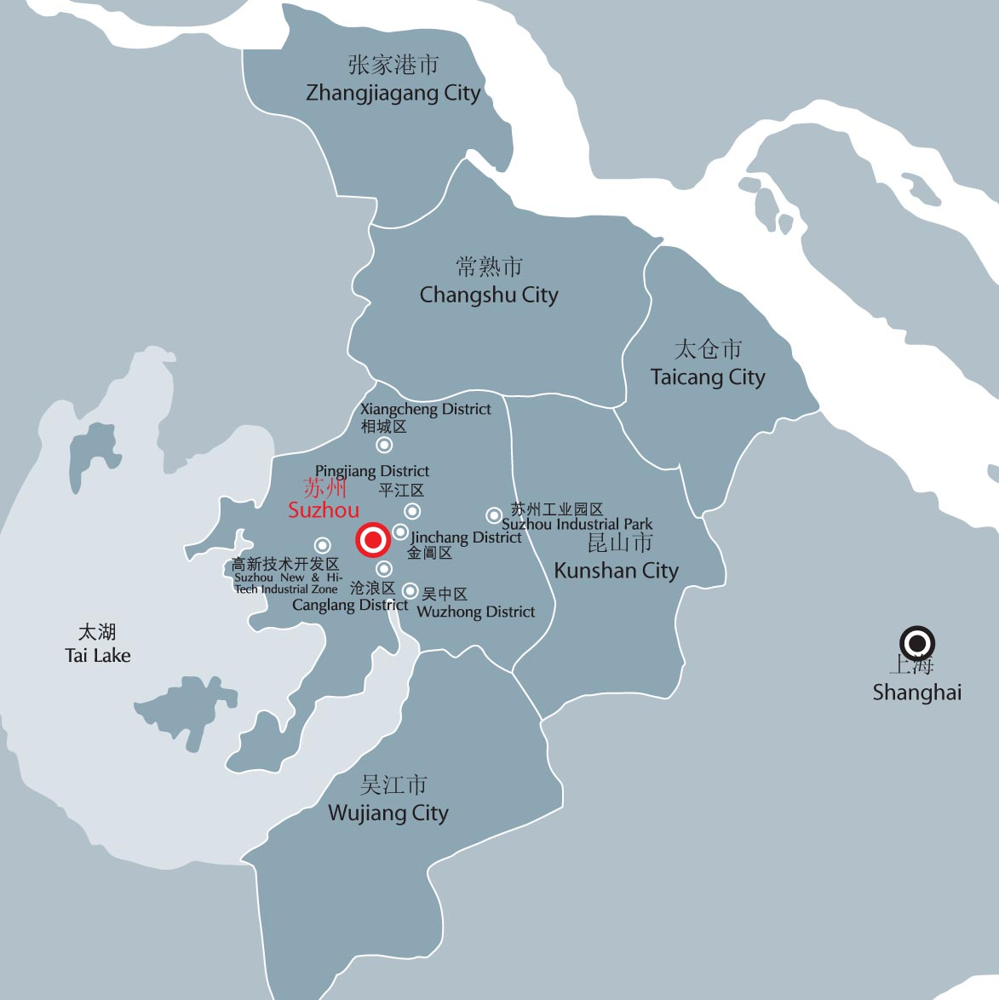 张家港市
Zhangjiagang City
常熟市
Changshu City
太仓市
Taicang City
Xiangcheng District
相城区
Pingjiang District
平江区
苏州
Suzhou
苏州工业园区
Suzhou Industrial Park
Jinchang District
金阊区
昆山市
Kunshan City
高新技术开发区
Suzhou New & Hi-
Tech Industrial Zone
沧浪区
Canglang District
吴中区
Wuzhong District
太湖
Tai Lake
上海
Shanghai
吴江市
Wujiang City